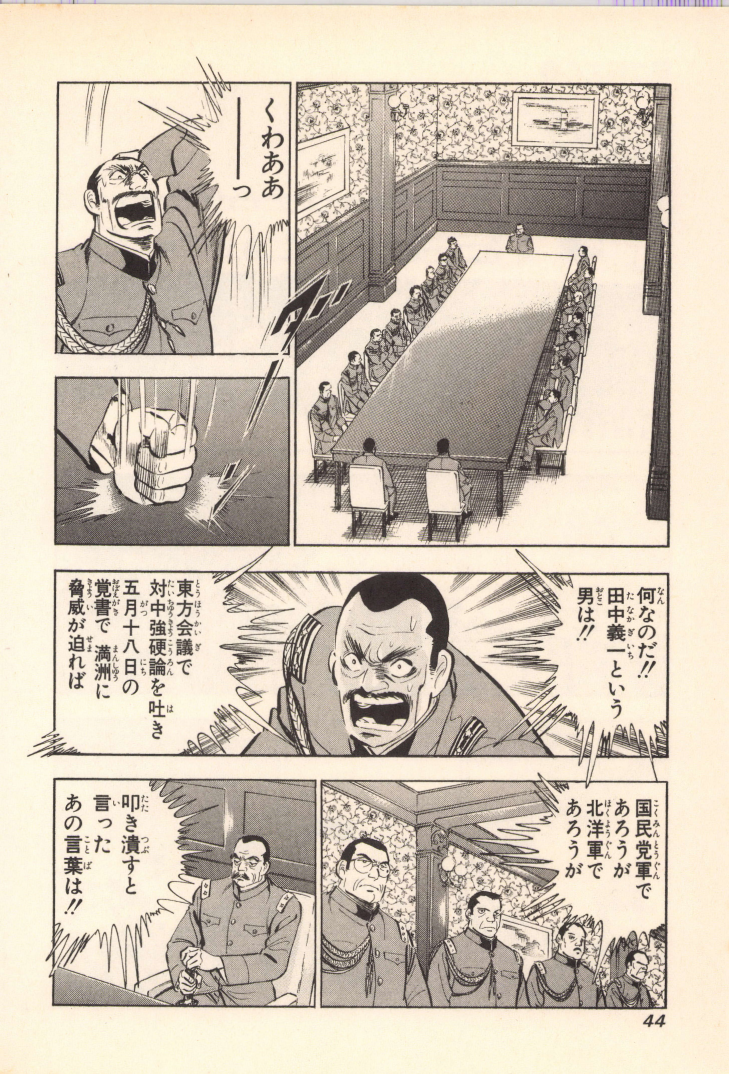 くわああ
――っ
ダン
何なのだ!!
田中義一という
男は!!
東方会議で
対中強硬論を吐き
五月十八日の
覚書で 満洲に
脅威が迫れば
国民党軍で
あろうが
北洋軍で
あろうが
叩き潰すと
言った
あの言葉は!!
44